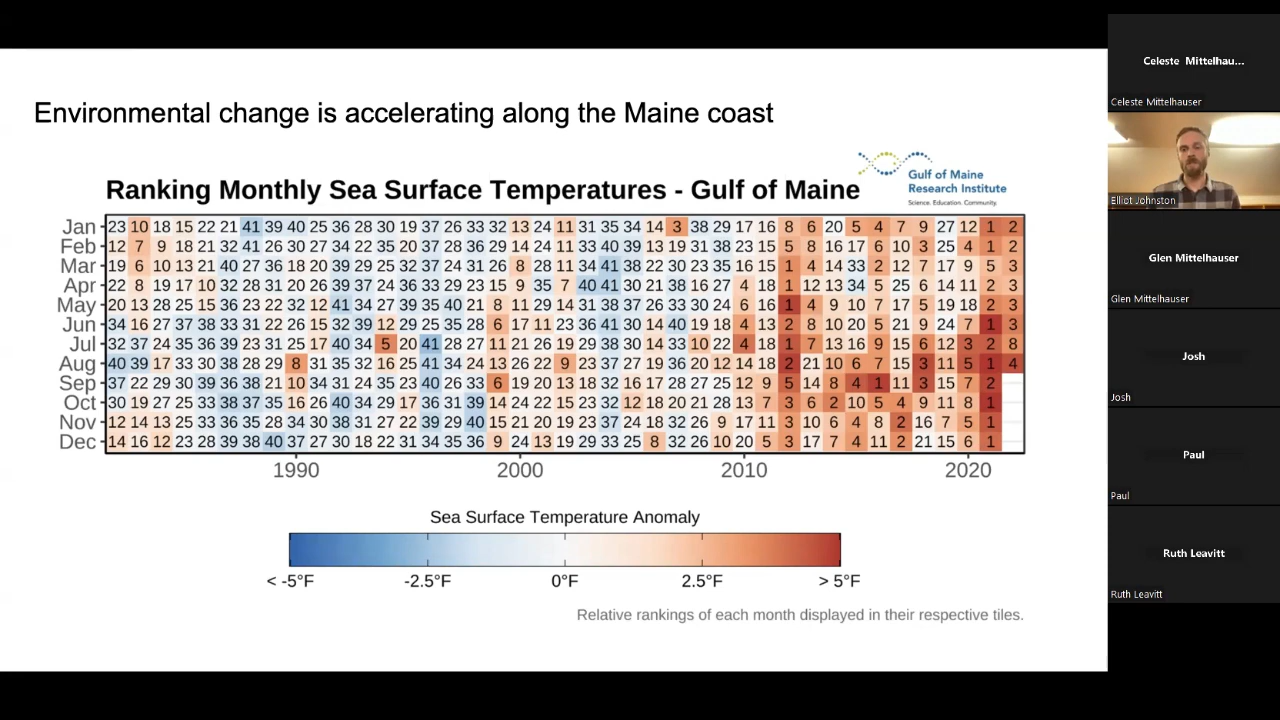 Environmental change is accelerating along the Maine coast
Ranking Monthly Sea Surface Temperatures - Gulf of Maine
Gulf of Maine
Research Institute
Science. Education. Community.
Jan 23 10 18 15 22 21 41 39 40 25 36 28 30 19 37 26 33 32 13 24 11 31 35 34 14 3 38 29 17 16 8 6 20 5 4 7 9 27 12 1 2
Feb 12 7 9 18 21 32 41 26 30 27 34 22 35 20 37 28 36 29 14 24 11 33 40 39 13 19 31 38 23 15 5 8 16 17 6 10 3 25 4 1 2
Mar 19 6 10 13 21 40 27 36 18 20 39 29 25 32 37 24 31 26 8 28 11 34 41 38 22 30 23 35 16 15 1 4 14 33 2 12 7 17 9 5 3
Apr 22 8 19 17 10 32 28 31 20 26 39 37 24 36 33 29 23 15 9 35 7 40 41 30 21 38 16 27 4 18 1 12 13 34 5 25 6 14 11 2 3
May 20 13 28 25 15 36 23 22 32 12 41 34 27 39 35 40 21 8 11 29 14 31 38 37 26 33 30 24 6 16 1 4 9 10 7 17 5 19 18 2 3
Jun 34 16 27 37 38 33 31 22 26 15 32 39 12 29 25 35 28 6 17 11 23 36 41 30 14 40 19 18 4 13 2 8 10 20 5 21 9 24 7 1 3
Jul 32 37 24 35 36 39 23 31 25 17 40 34 5 20 41 28 27 11 21 26 19 29 38 30 14 33 10 22 4 18 1 7 13 16 9 15 6 12 3 2 8
Aug 40 39 17 33 30 38 28 29 8 31 35 32 16 25 41 34 24 13 26 22 9 23 37 27 19 36 20 12 14 18 2 21 10 6 7 15 3 11 5 1 4
Sep 37 22 29 30 39 36 38 21 10 34 31 24 35 23 40 26 33 6 19 20 13 18 32 16 17 28 27 25 12 9 5 14 8 4 1 11 3 15 7 2
Oct 30 19 27 25 33 38 37 35 16 26 40 34 29 17 36 31 39 14 24 22 15 23 32 12 18 20 21 28 13 7 3 6 2 10 5 4 9 11 8 1
Nov 12 14 13 25 33 36 35 28 34 30 38 31 27 22 39 27 40 15 21 20 19 23 37 24 18 32 26 9 17 11 3 10 6 4 8 2 16 7 5 1
Dec 14 16 12 23 28 39 38 40 37 27 30 18 22 31 34 35 36 9 24 13 19 29 33 25 8 32 26 10 20 5 3 17 7 4 11 2 21 15 6 1
1990 2000 2010 2020
Sea Surface Temperature Anomaly
< -5°F -2.5°F 0°F 2.5°F > 5°F
Relative rankings of each month displayed in their respective tiles.
Celeste Mittelhau...
Celeste Mittelhauser
Elliot Johnston
Glen Mittelhauser
Glen Mittelhauser
Josh
Josh
Paul
Paul
Ruth Leavitt
Ruth Leavitt